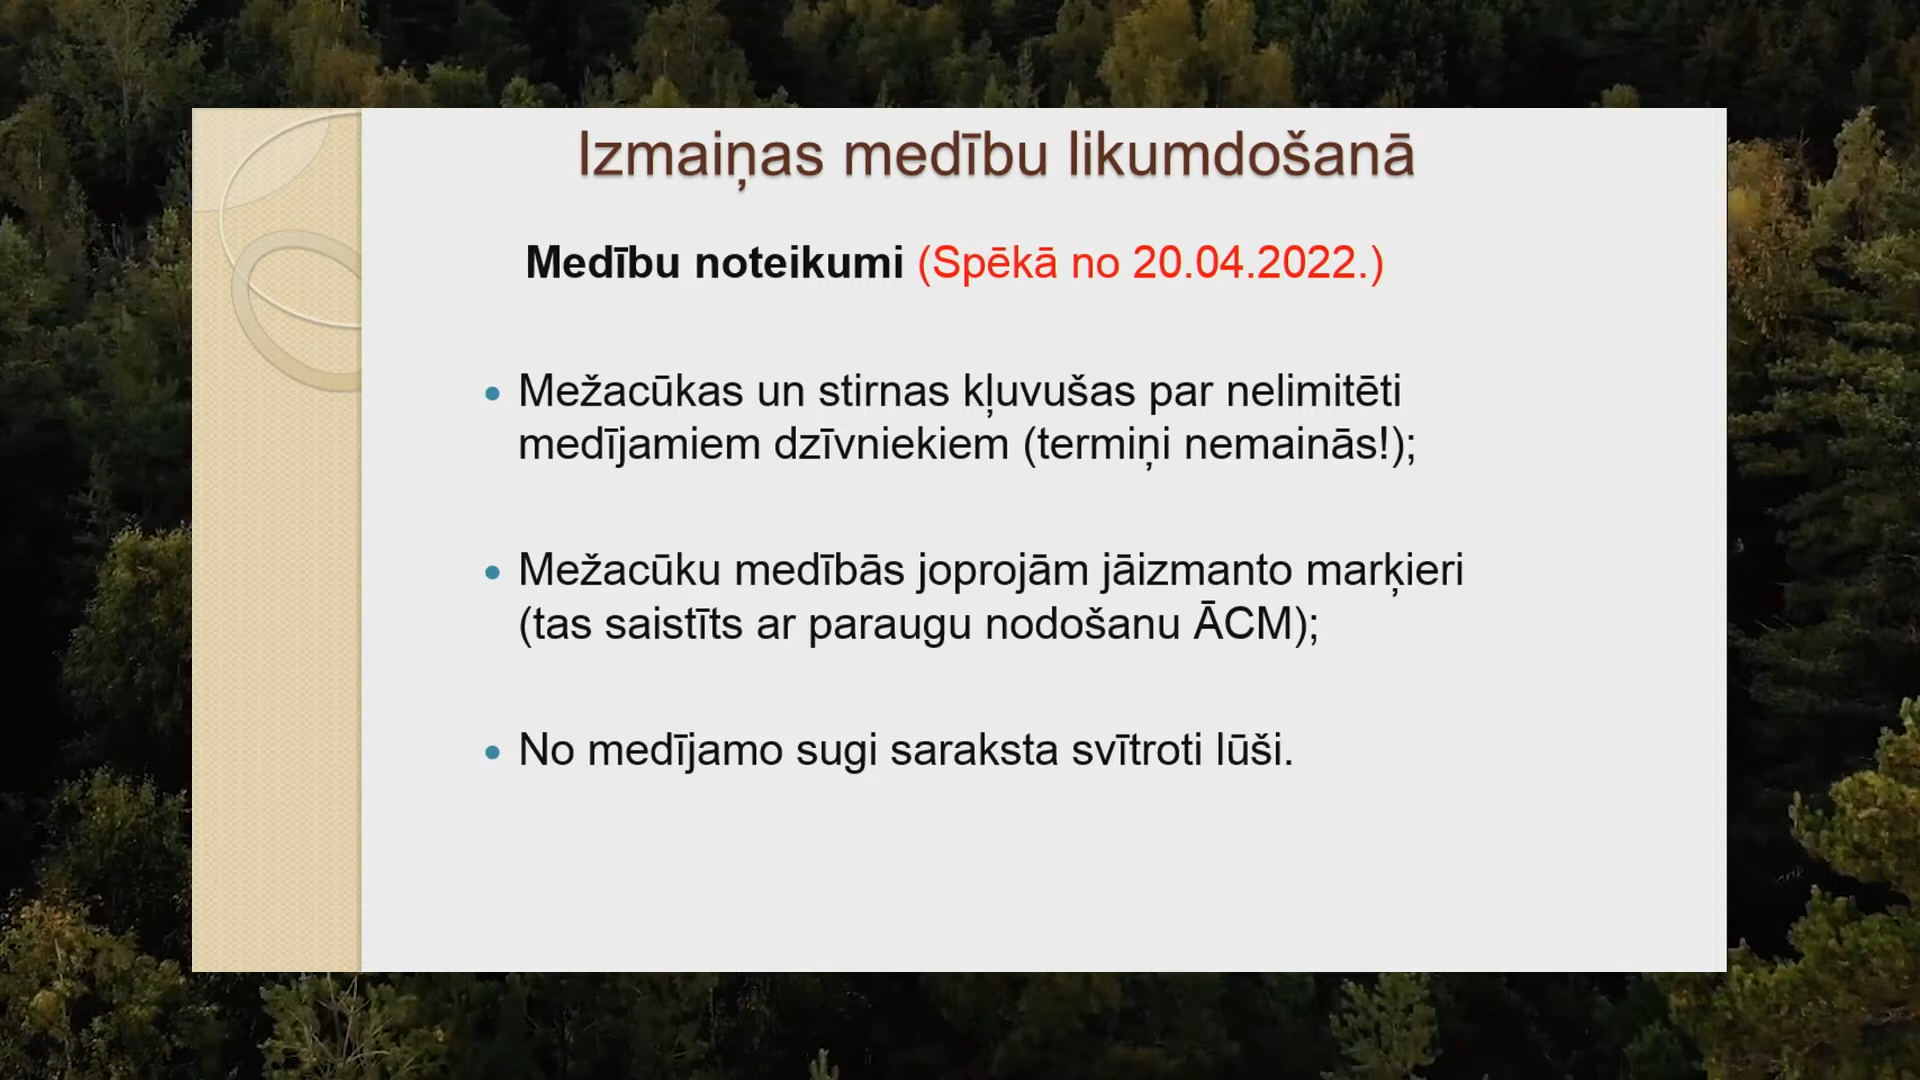 Izmaiņas medību likumdošanā
Medību noteikumi (Spēkā no 20.04.2022.)
• Mežacūkas un stirnas kļuvušas par nelimitēti
medījamiem dzīvniekiem (termiņi nemainās!);
• Mežacūku medībās joprojām jāizmanto marķieri
(tas saistīts ar paraugu nodošanu ĀCM);
• No medījamo sugi saraksta svītroti lūši.